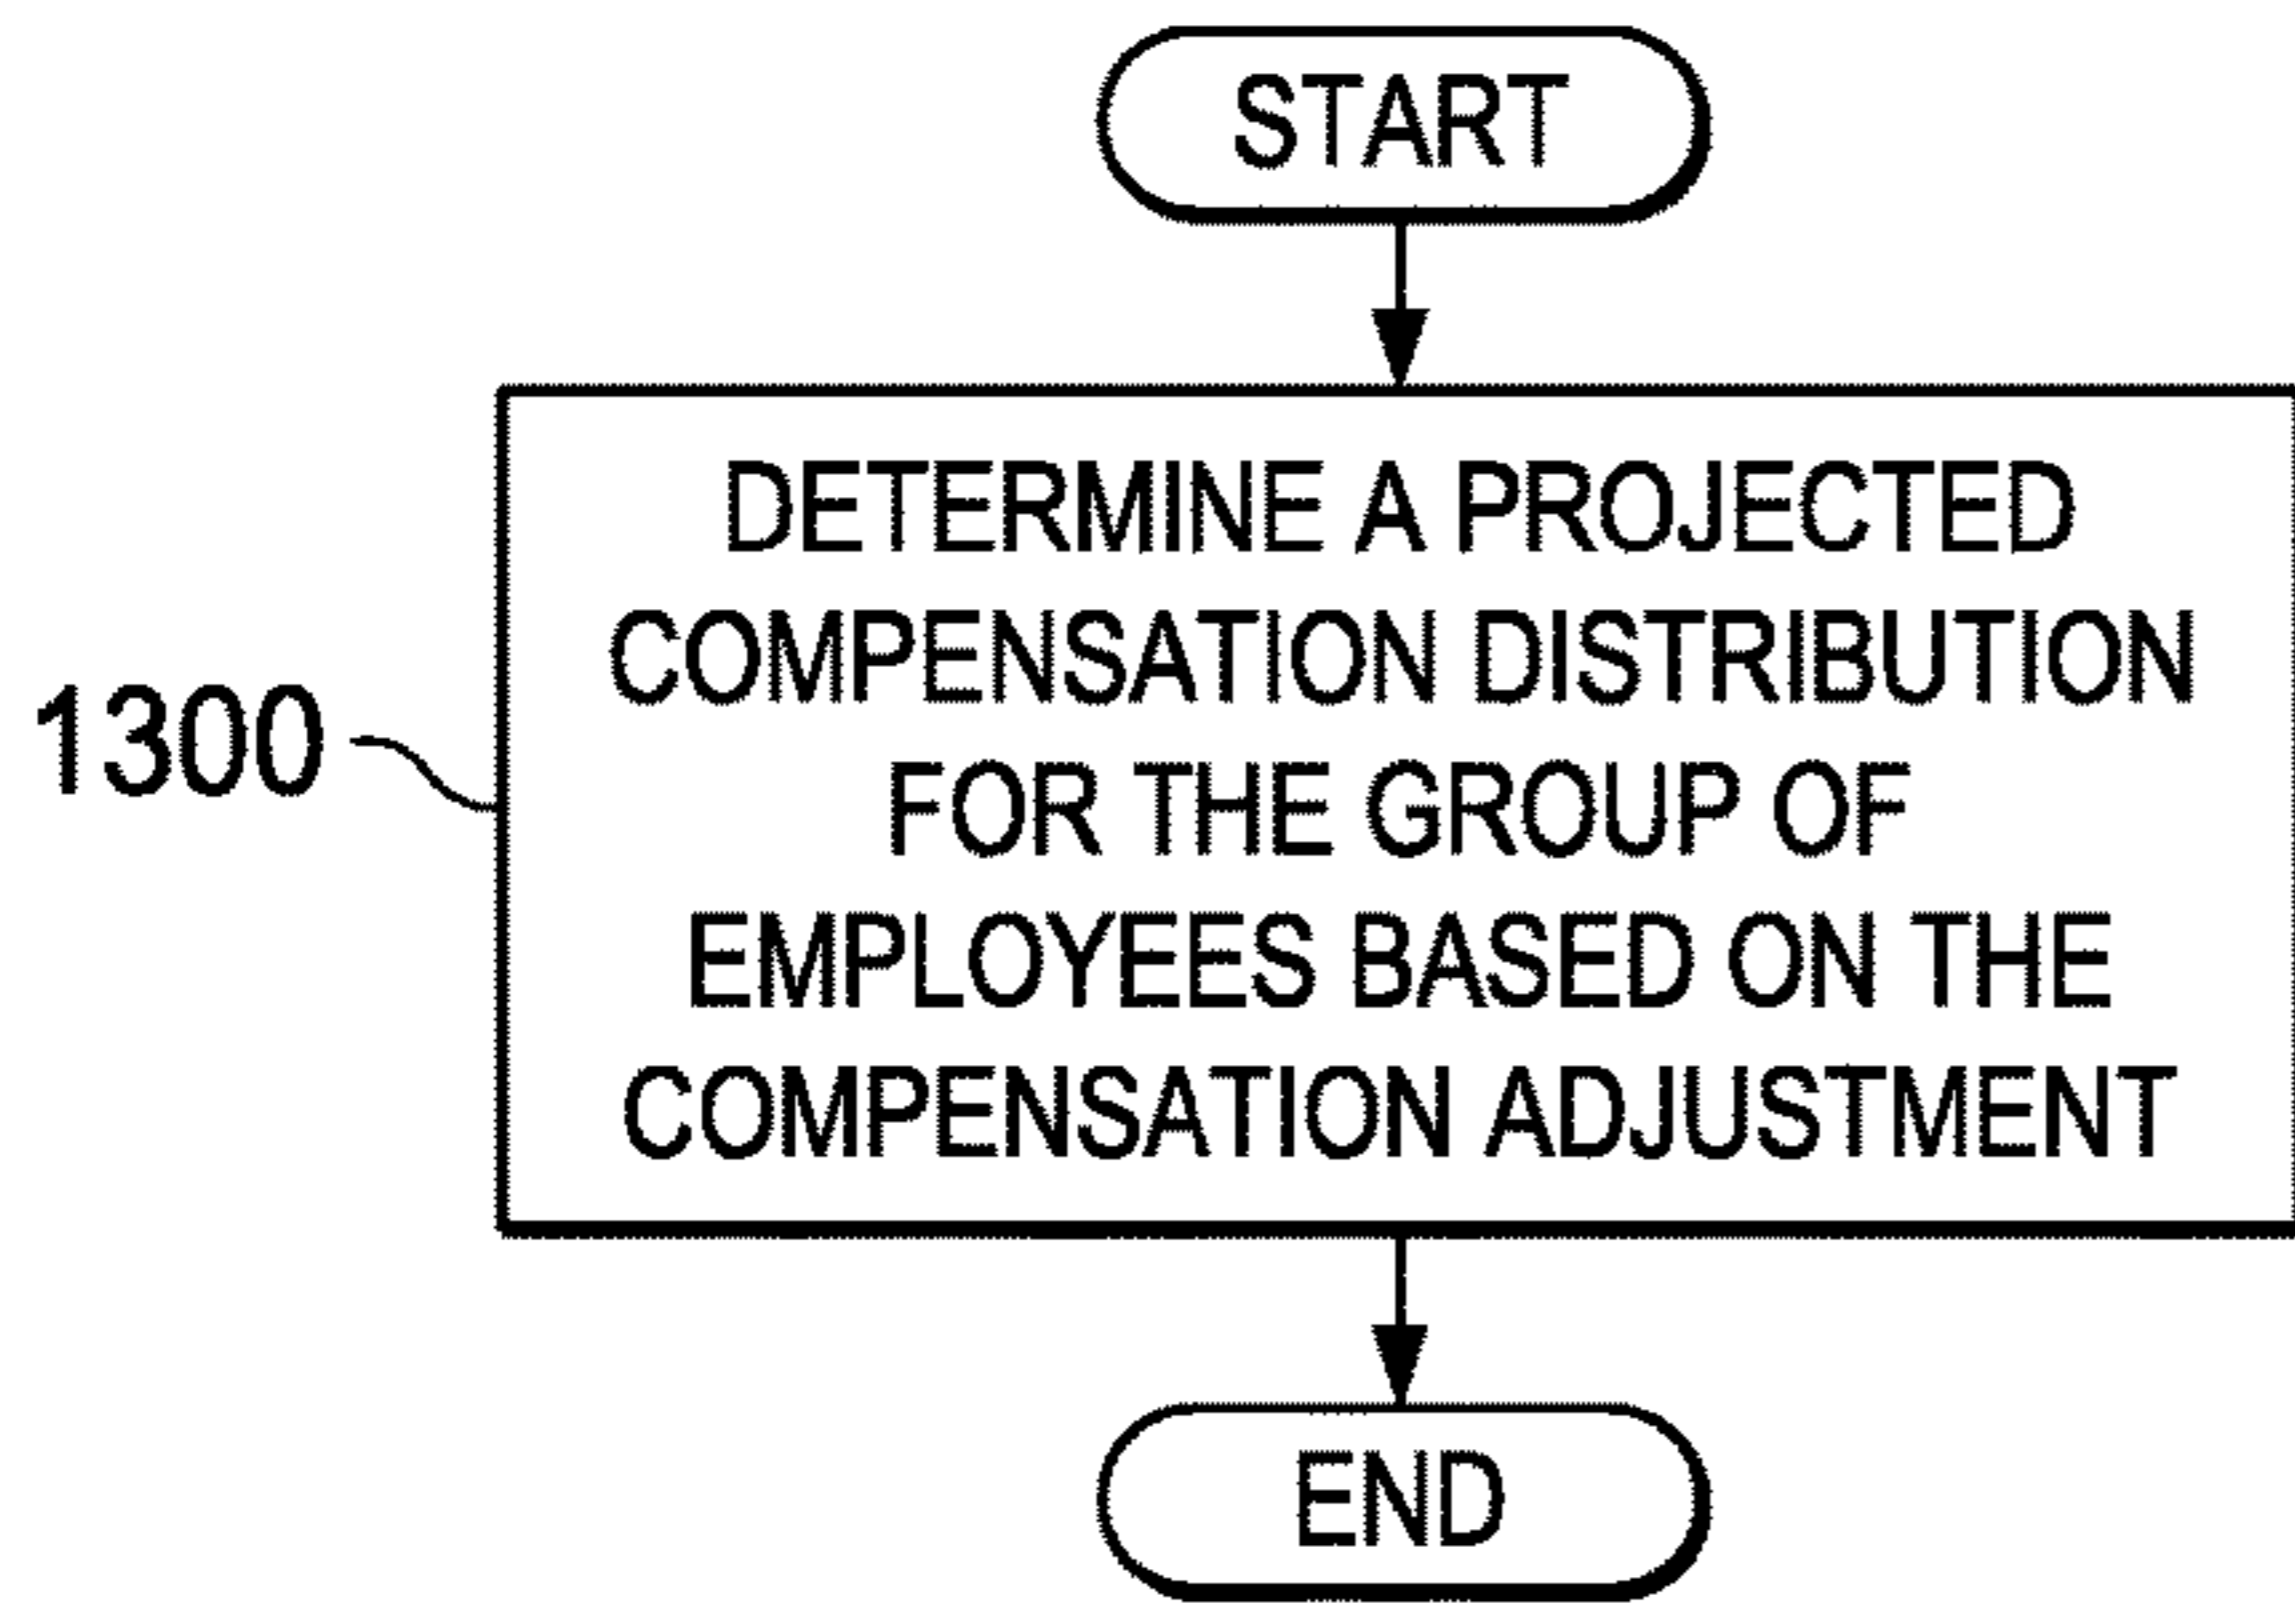 START
DETERMINE A PROJECTED
COMPENSATION DISTRIBUTION
FOR THE GROUP OF
EMPLOYEES BASED ON THE
COMPENSATION ADJUSTMENT
1300
END